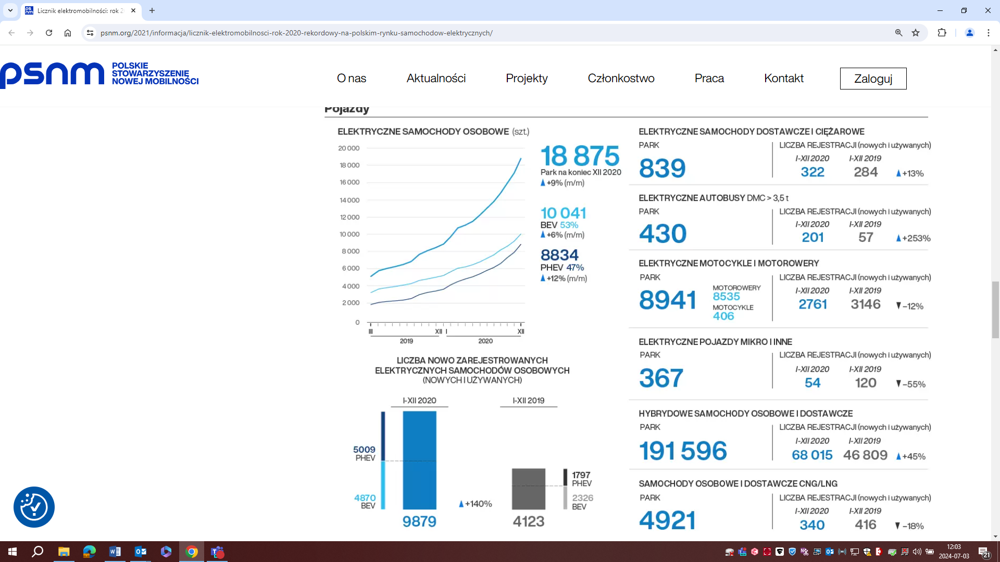 Licznik elektromobilności: rok 2
psnm.org/2021/informacja/licznik-elektromobilnosci-rok-2020-rekordowy-na-polskim-rynku-samochodow-elektrycznych/
psnm
POLSKIE
STOWARZYSZENIE
NOWEJ MOBILNOŚCI
O nas
Aktualności
Projekty
Członkostwo
Praca
Kontakt
Zaloguj
Pojazdy
ELEKTRYCZNE SAMOCHODY OSOBOWE (szt.)
20 000
18 000
16 000
14 000
12 000
10 000
8 000
6 000
4 000
2 000
0
III XII I XII
2019 2020
18 875
Park na koniec XII 2020
+9% (m/m)
10 041
BEV 53%
+6% (m/m)
8834
PHEV 47%
+12% (m/m)
LICZBA NOWO ZAREJESTROWANYCH
ELEKTRYCZNYCH SAMOCHODÓW OSOBOWYCH
(NOWYCH I UŻYWANYCH)
I-XII 2020
I-XII 2019
5009
PHEV
4870
BEV
9879
+140%
1797
PHEV
2326
BEV
4123
ELEKTRYCZNE SAMOCHODY DOSTAWCZE I CIĘŻAROWE
PARK
LICZBA REJESTRACJI (nowych i używanych)
I-XII 2020 I-XII 2019
839
322 284 +13%
ELEKTRYCZNE AUTOBUSY DMC > 3,5 t
PARK
LICZBA REJESTRACJI (nowych i używanych)
I-XII 2020 I-XII 2019
430
201 57 +253%
ELEKTRYCZNE MOTOCYKLE I MOTOROWERY
PARK
LICZBA REJESTRACJI (nowych i używanych)
8941
MOTOROWERY
8535
MOTOCYKLE
406
I-XII 2020 I-XII 2019
2761 3146 –12%
ELEKTRYCZNE POJAZDY MIKRO I INNE
PARK
LICZBA REJESTRACJI (nowych i używanych)
I-XII 2020 I-XII 2019
367
54 120 –55%
HYBRYDOWE SAMOCHODY OSOBOWE I DOSTAWCZE
PARK
LICZBA REJESTRACJI (nowych i używanych)
I-XII 2020 I-XII 2019
191 596
68 015 46 809 +45%
SAMOCHODY OSOBOWE I DOSTAWCZE CNG/LNG
PARK
LICZBA REJESTRACJI (nowych i używanych)
I-XII 2020 I-XII 2019
4921
340 416 –18%
12:03
2024-07-03
21